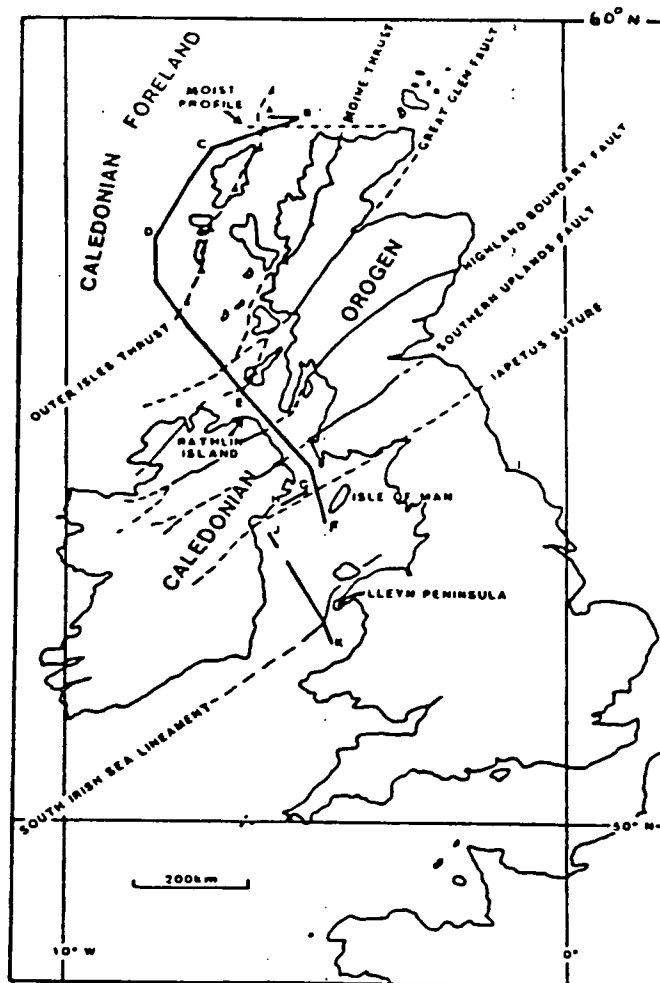 60° N
MOIST
PROFILE
MOINE THRUST
GREAT GLEN FAULT
CALEDONIAN FORELAND
A
B
C
D
HIGHLAND BOUNDARY FAULT
OROGEN
SOUTHERN UPLANDS FAULT
IAPETUS SUTURE
OUTER ISLES THRUST
E
RATHLIN
ISLAND
G
H
ISLE OF MAN
F
CALEDONIAN
J
LLEYN PENINSULA
K
SOUTH IRISH SEA LINEAMENT
50° N
200km
10° W
0°